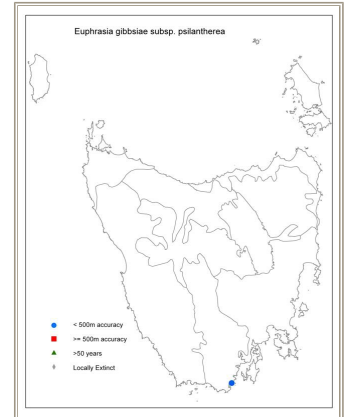 Euphrasia gibbsiae subsp. psilantherea
< 500m accuracy
>= 500m accuracy
>50 years
Locally Extinct